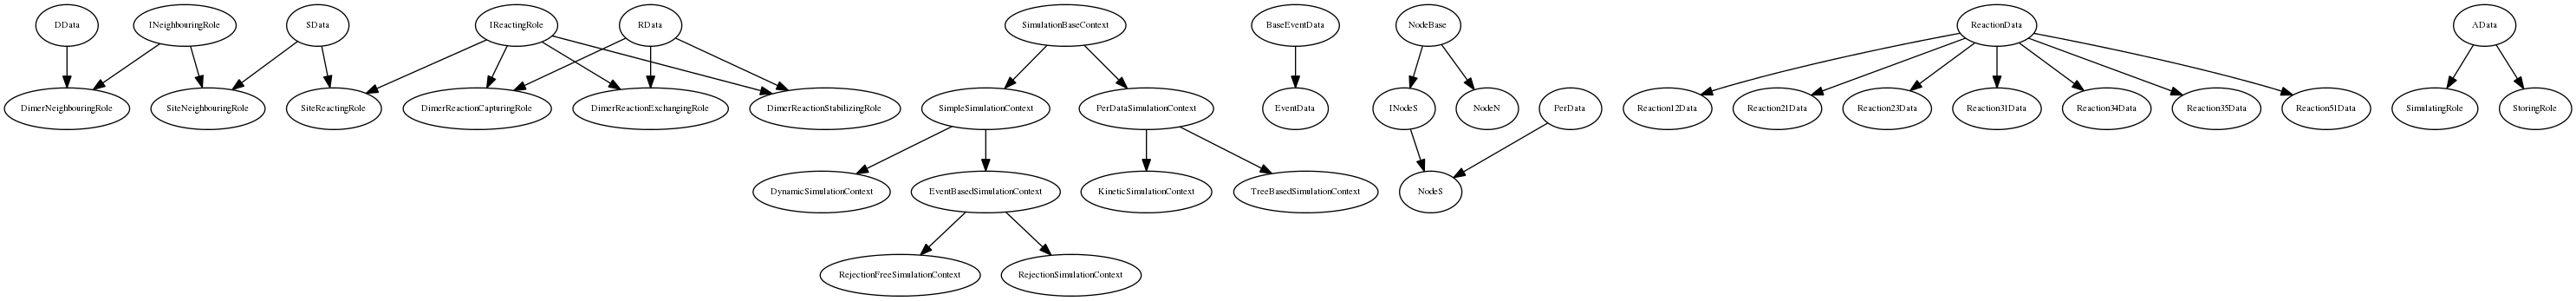 DData
INeighbouringRole
SData
IReactingRole
RData
SimulationBaseContext
BaseEventData
NodeBase
ReactionData
AData
DimerNeighbouringRole
SiteNeighbouringRole
SiteReactingRole
DimerReactionCapturingRole
DimerReactionExchangingRole
DimerReactionStabilizingRole
SimpleSimulationContext
PerDataSimulationContext
EventData
INodeS
NodeN
PerData
Reaction12Data
Reaction21Data
Reaction23Data
Reaction31Data
Reaction34Data
Reaction35Data
Reaction51Data
SimulatingRole
StoringRole
DynamicSimulationContext
EventBasedSimulationContext
KineticSimulationContext
TreeBasedSimulationContext
NodeS
RejectionFreeSimulationContext
RejectionSimulationContext